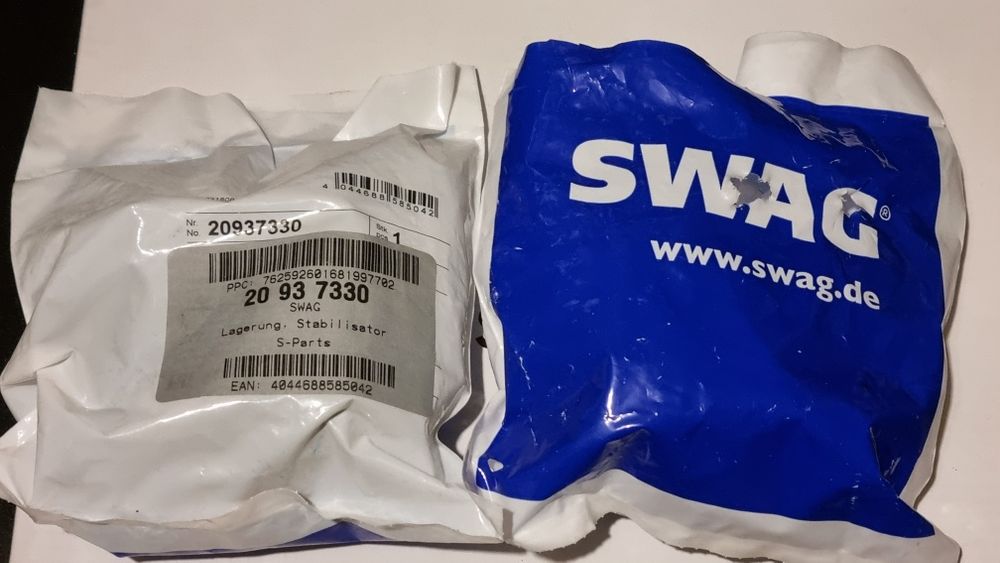 4 044688 585042
Nr.
No. 20937330
Stk.
pcs. 1
PPC: 762592601681997702
20 93 7330
SWAG
Lagerung, Stabilisator
S-Parts
EAN: 4044688585042
SWAG®
www.swag.de